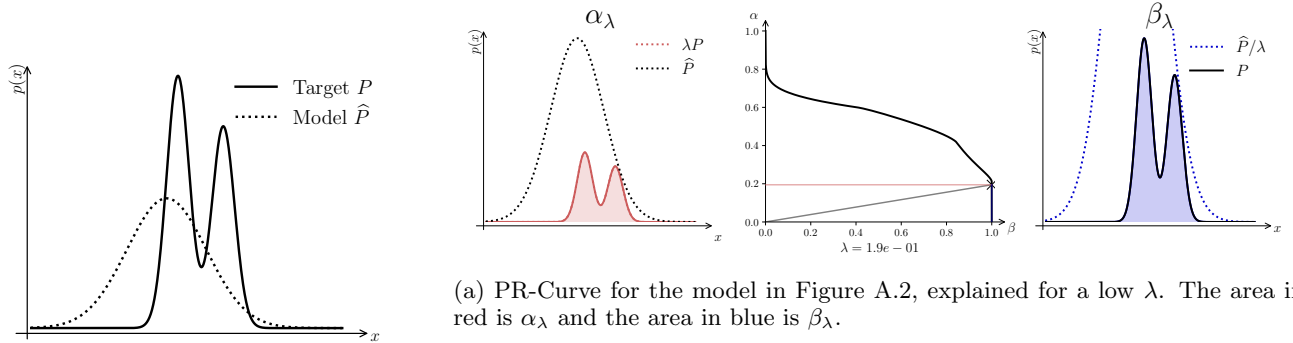 p(x)
Target P
Model P̂
x
α_λ
p(x)
λP
P̂
x
α
1.0
0.8
0.6
0.4
0.2
0.0
0.0 0.2 0.4 0.6 0.8 1.0 β
λ = 1.9e − 01
β_λ
p(x)
P̂/λ
P
x
(a) PR-Curve for the model in Figure A.2, explained for a low λ. The area in
red is α_λ and the area in blue is β_λ.